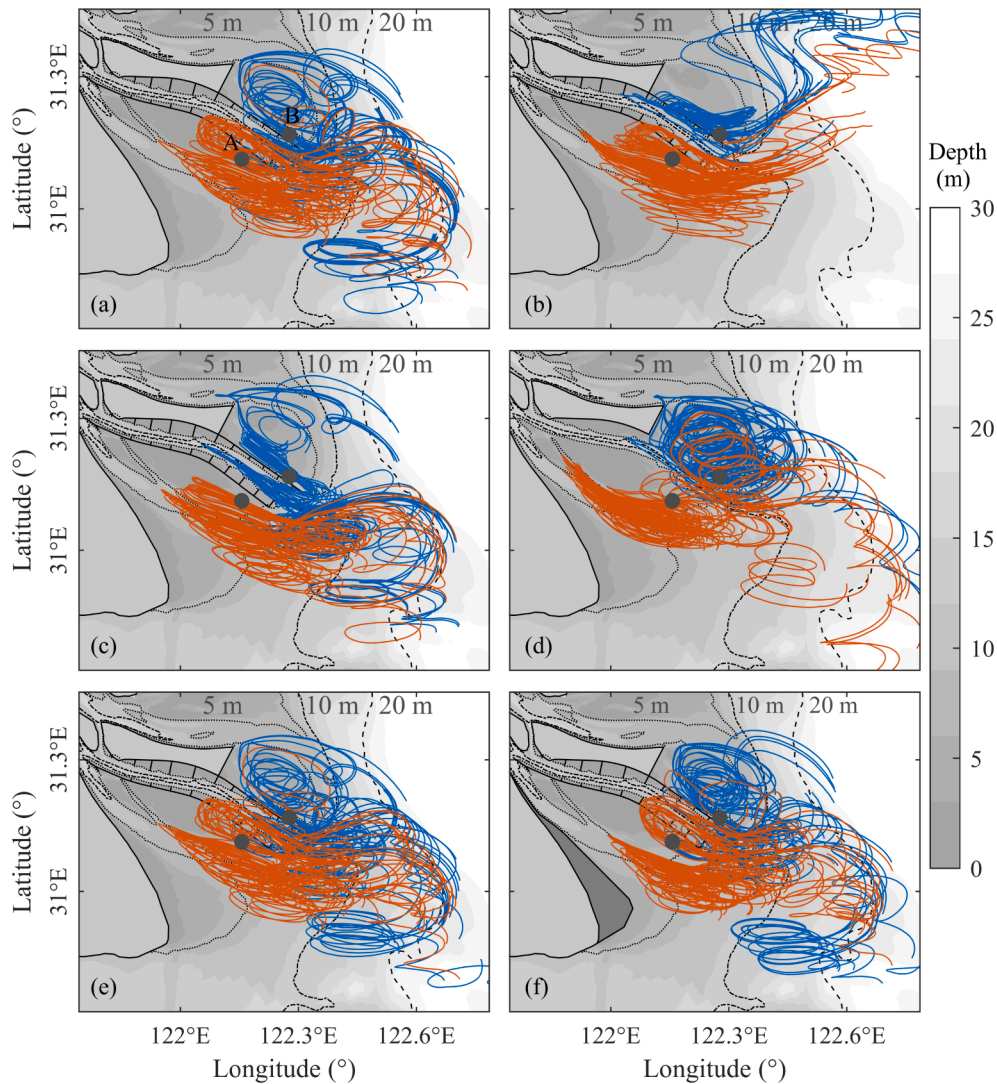 5 m 10 m 20 m 5 m 10 m 20 m
31.3°E
B
A
Latitude (°)
31°E
(a) (b)
Depth
(m)
30
25
20
15
10
5
0
5 m 10 m 20 m 5 m 10 m 20 m
31.3°E
Latitude (°)
31°E
(c) (d)
5 m 10 m 20 m 5 m 10 m 20 m
31.3°E
Latitude (°)
31°E
(e) (f)
122°E 122.3°E 122.6°E 122°E 122.3°E 122.6°E
Longitude (°) Longitude (°)